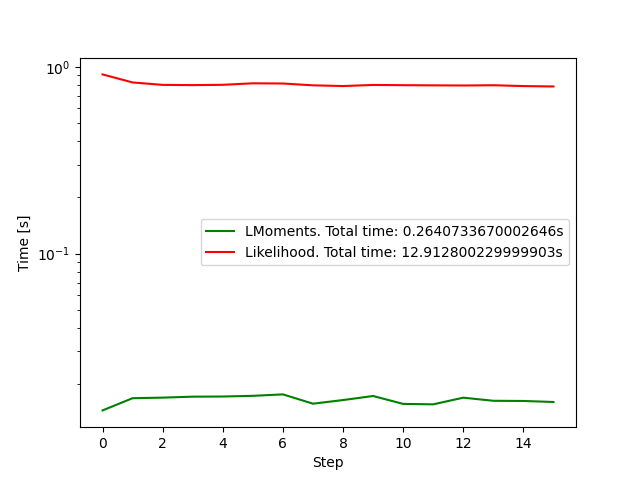 10⁰
10⁻¹
Time [s]
LMoments. Total time: 0.2640733670002646s
Likelihood. Total time: 12.912800229999903s
0 2 4 6 8 10 12 14
Step